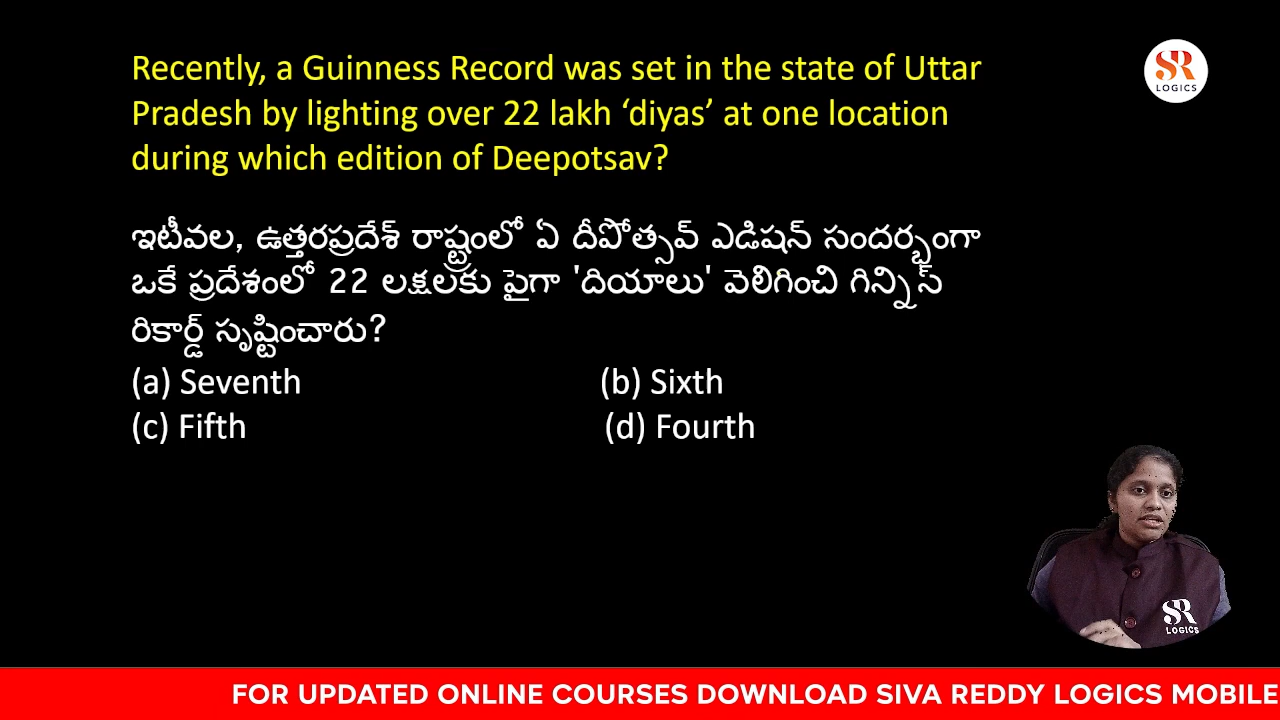 SR
LOGICS
Recently, a Guinness Record was set in the state of Uttar
Pradesh by lighting over 22 lakh ‘diyas’ at one location
during which edition of Deepotsav?
ఇటీవల, ఉత్తరప్రదేశ్ రాష్ట్రంలో ఏ దీపోత్సవ్ ఎడిషన్ సందర్భంగా
ఒకే ప్రదేశంలో 22 లక్షలకు పైగా 'దియాలు' వెలిగించి గిన్నిస్
రికార్డ్ సృష్టించారు?
(a) Seventh (b) Sixth
(c) Fifth (d) Fourth
SR
LOGICS
FOR UPDATED ONLINE COURSES DOWNLOAD SIVA REDDY LOGICS MOBILE